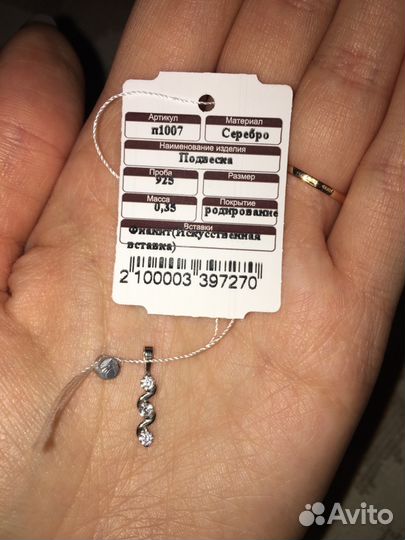 Артикул Материал
п1007 Серебро
Наименование изделия
Подвеска
Проба Размер
925
Масса Покрытие
0,35 родирование
Вставки
Фианит(Искусственная
вставка)
2 100003 397270
Avito